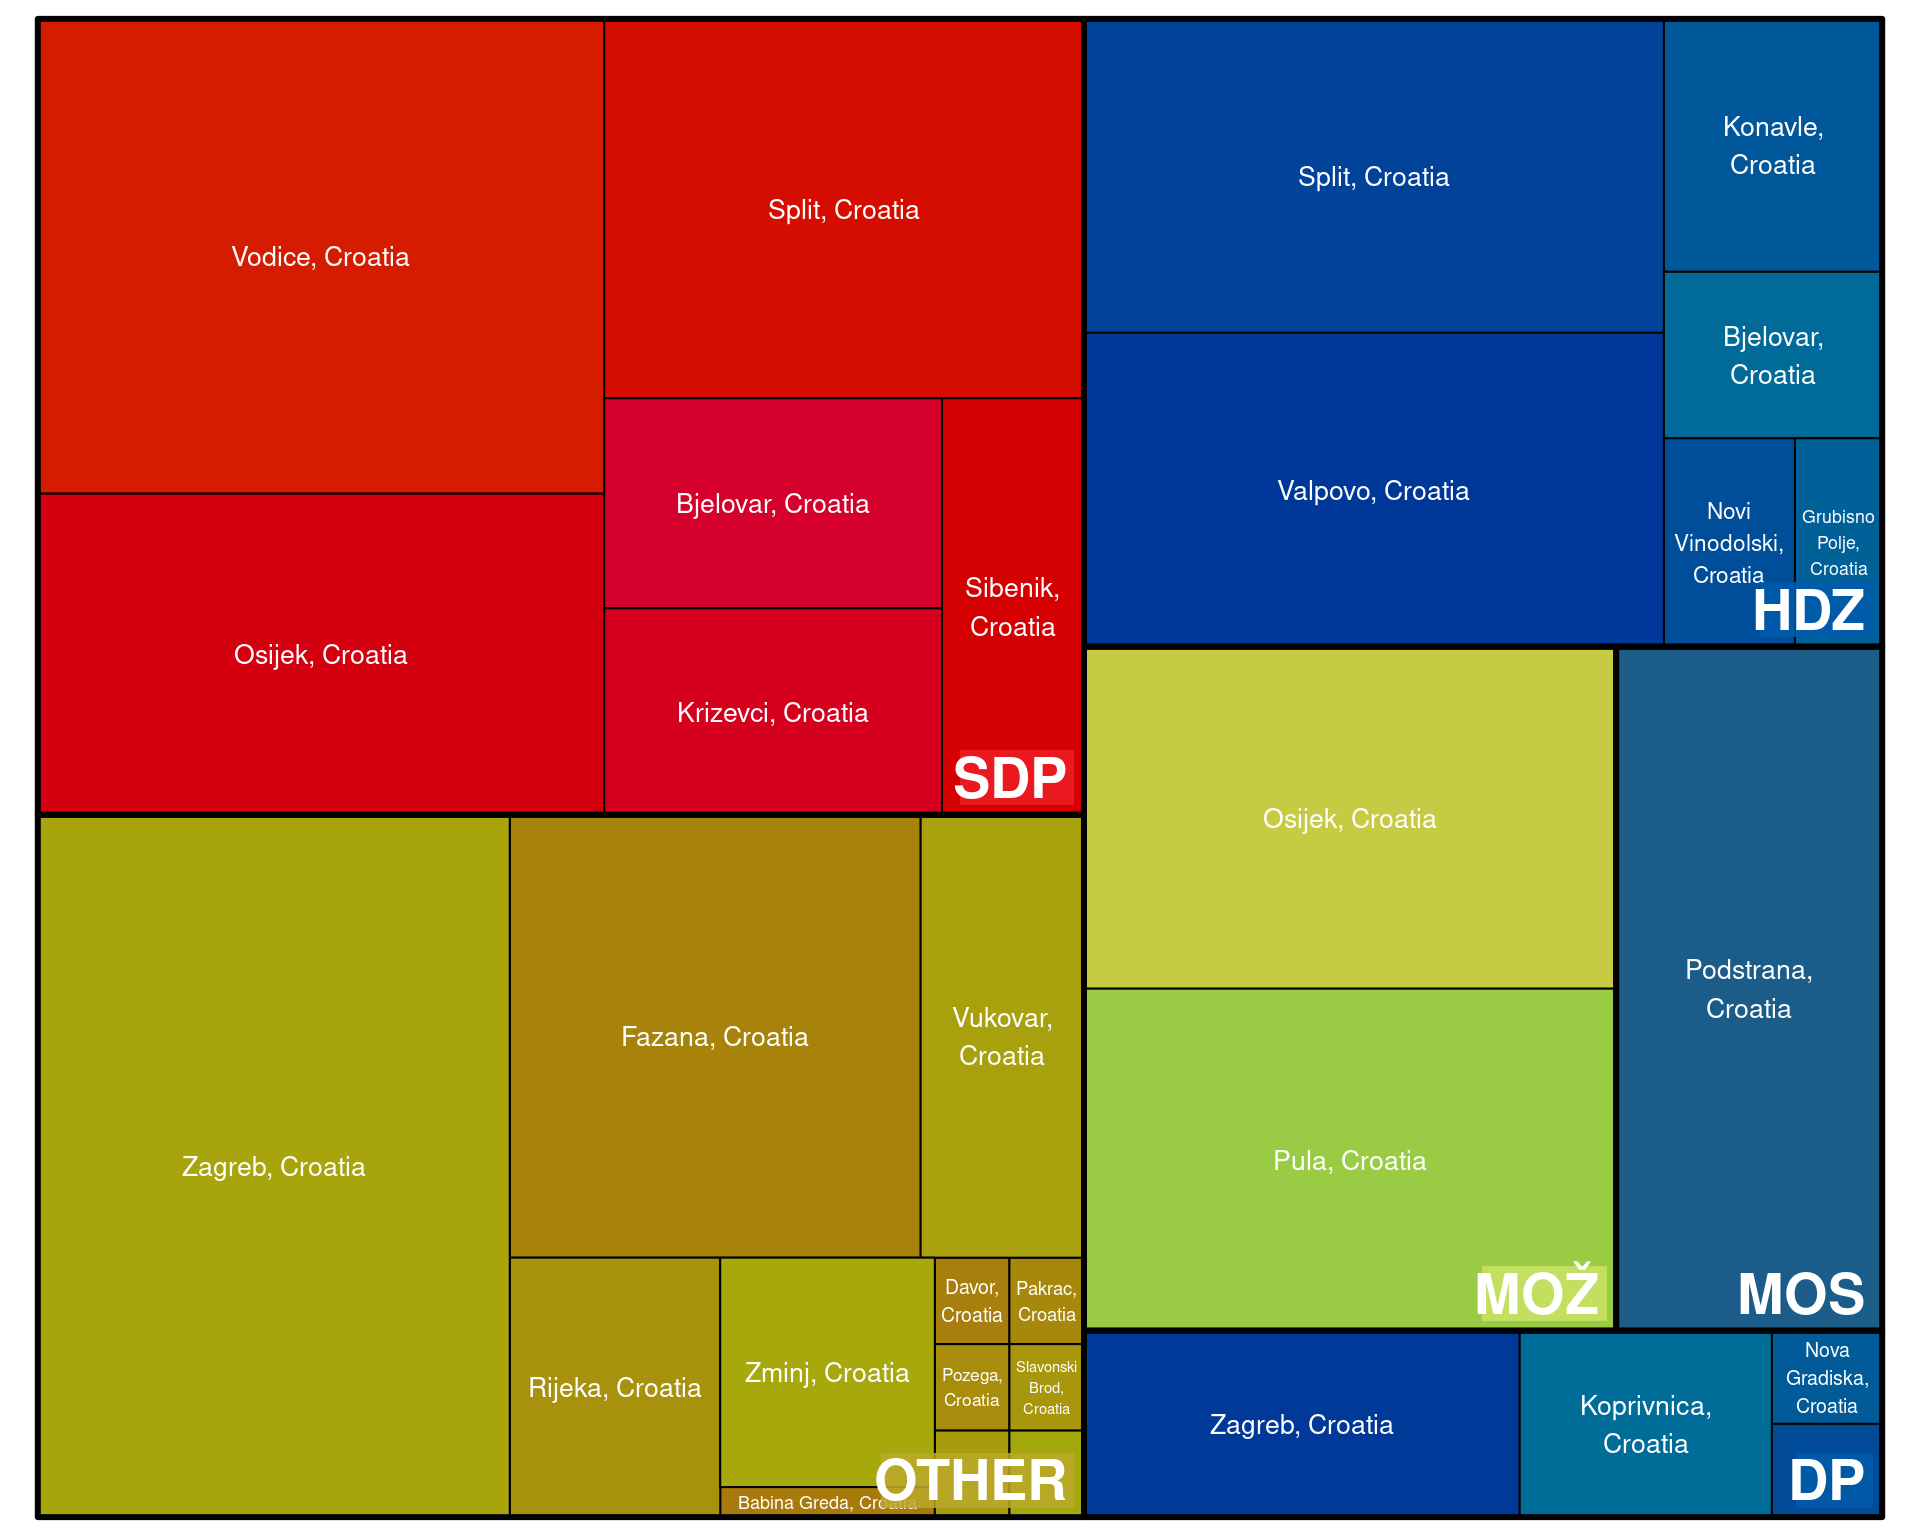 Vodice, Croatia
Split, Croatia
Osijek, Croatia
Bjelovar, Croatia
Krizevci, Croatia
Sibenik,
Croatia
SDP
Split, Croatia
Valpovo, Croatia
Konavle,
Croatia
Bjelovar,
Croatia
Novi
Vinodolski,
Croatia
Grubisno
Polje,
Croatia
HDZ
Zagreb, Croatia
Fazana, Croatia
Vukovar,
Croatia
Rijeka, Croatia
Zminj, Croatia
Babina Greda, Croatia
Davor,
Croatia
Pakrac,
Croatia
Pozega,
Croatia
Slavonski
Brod,
Croatia
OTHER
Osijek, Croatia
Pula, Croatia
MOŽ
Podstrana,
Croatia
MOS
Zagreb, Croatia
Koprivnica,
Croatia
Nova
Gradiska,
Croatia
DP